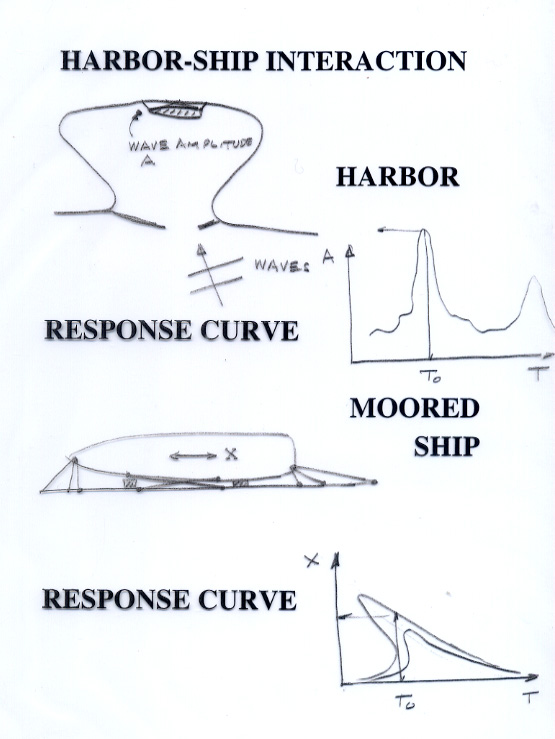 HARBOR-SHIP INTERACTION
WAVE AMPLITUDE
A
HARBOR
WAVES
A
RESPONSE CURVE
T₀
T
MOORED
SHIP
X
X
RESPONSE CURVE
T₀
T